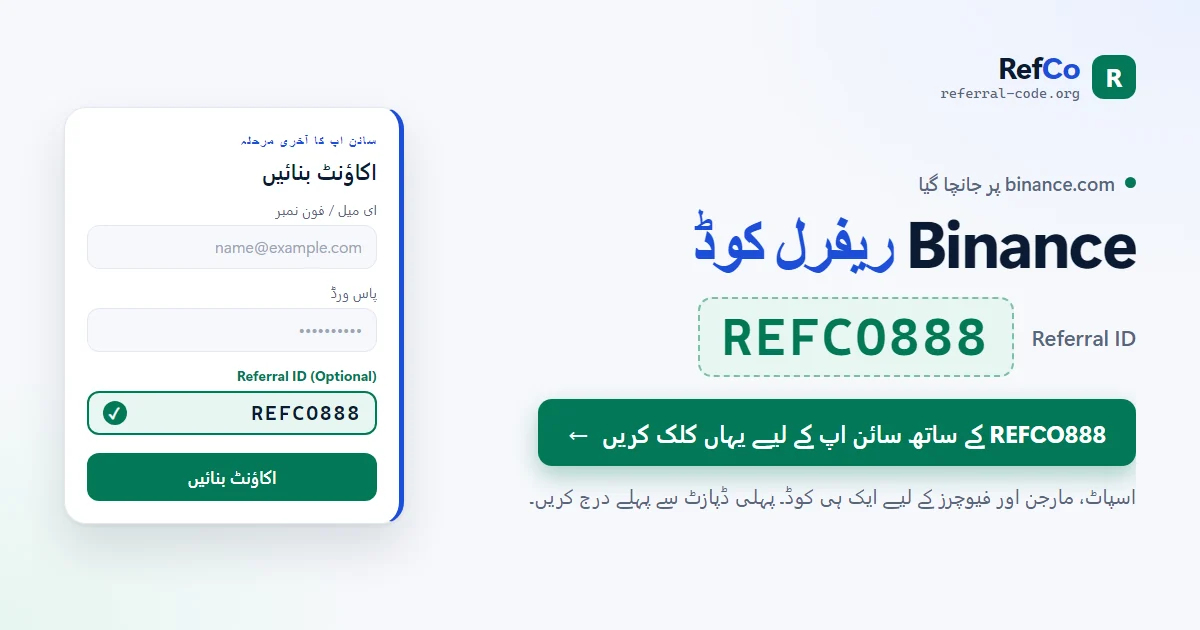 RefCo
referral-code.org
R
binance.com پر جانچا گیا
Binance ریفرل کوڈ
Referral ID
REFCO888
REFCO888 کے ساتھ سائن اپ کے لیے یہاں کلک کریں ←
اسپاٹ، مارجن اور فیوچرز کے لیے ایک ہی کوڈ۔ پہلی ڈپازٹ سے پہلے درج کریں۔
سائن اپ کا آخری مرحلہ
اکاؤنٹ بنائیں
ای میل / فون نمبر
name@example.com
پاس ورڈ
••••••••••
Referral ID (Optional)
REFCO888
اکاؤنٹ بنائیں